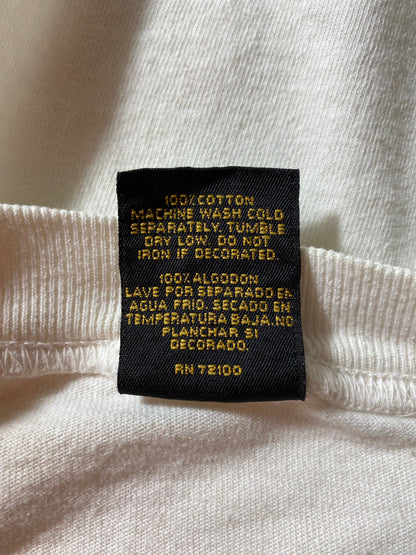 100% COTTON
MACHINE WASH COLD
SEPARATELY. TUMBLE
DRY LOW. DO NOT
IRON IF DECORATED.
100% ALGODON
LAVE POR SEPARADO EN
AGUA FRIO. SECADO EN
TEMPERATURA BAJA. NO
PLANCHAR SI
DECORADO.
RN 72100